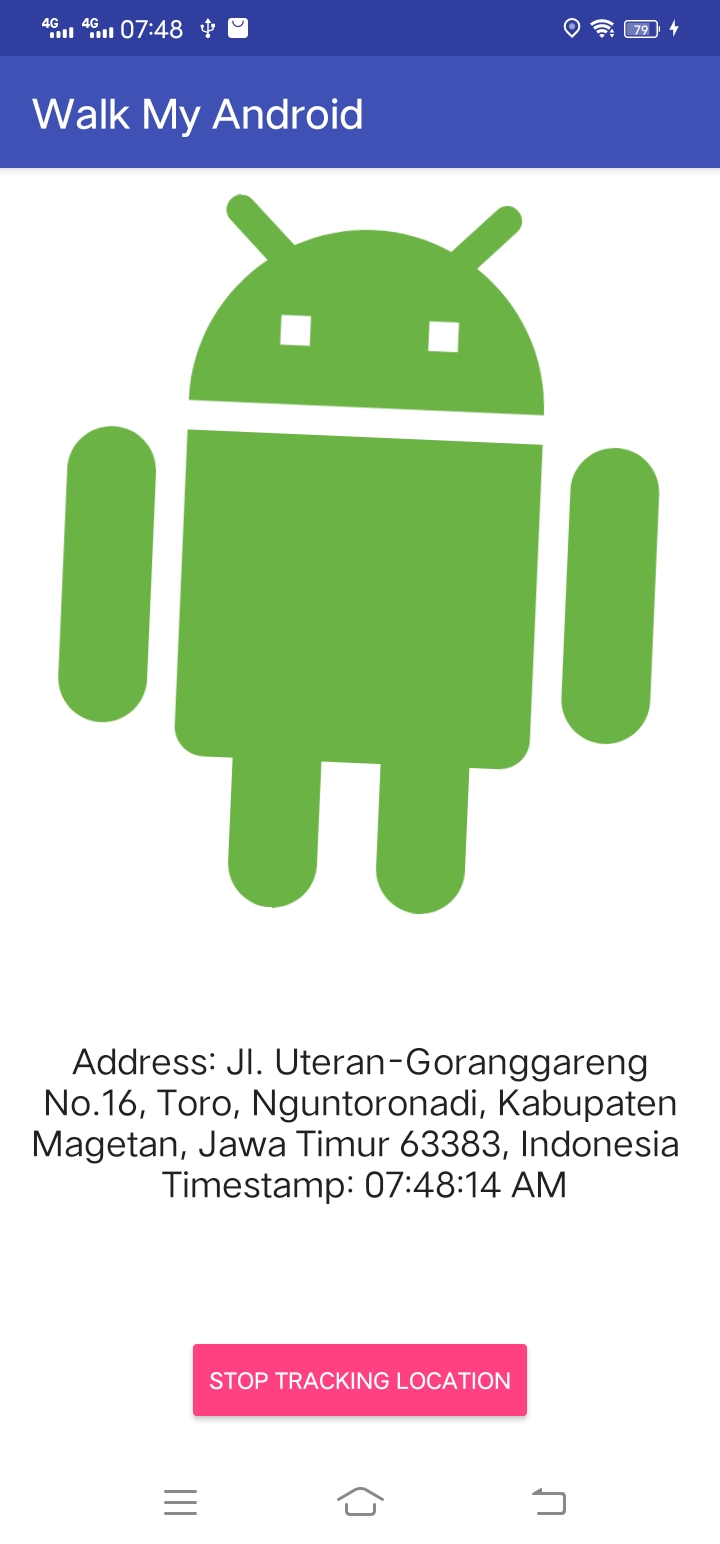 4G 4G 07:48 79
Walk My Android
Address: Jl. Uteran-Goranggareng
No.16, Toro, Nguntoronadi, Kabupaten
Magetan, Jawa Timur 63383, Indonesia
Timestamp: 07:48:14 AM
STOP TRACKING LOCATION